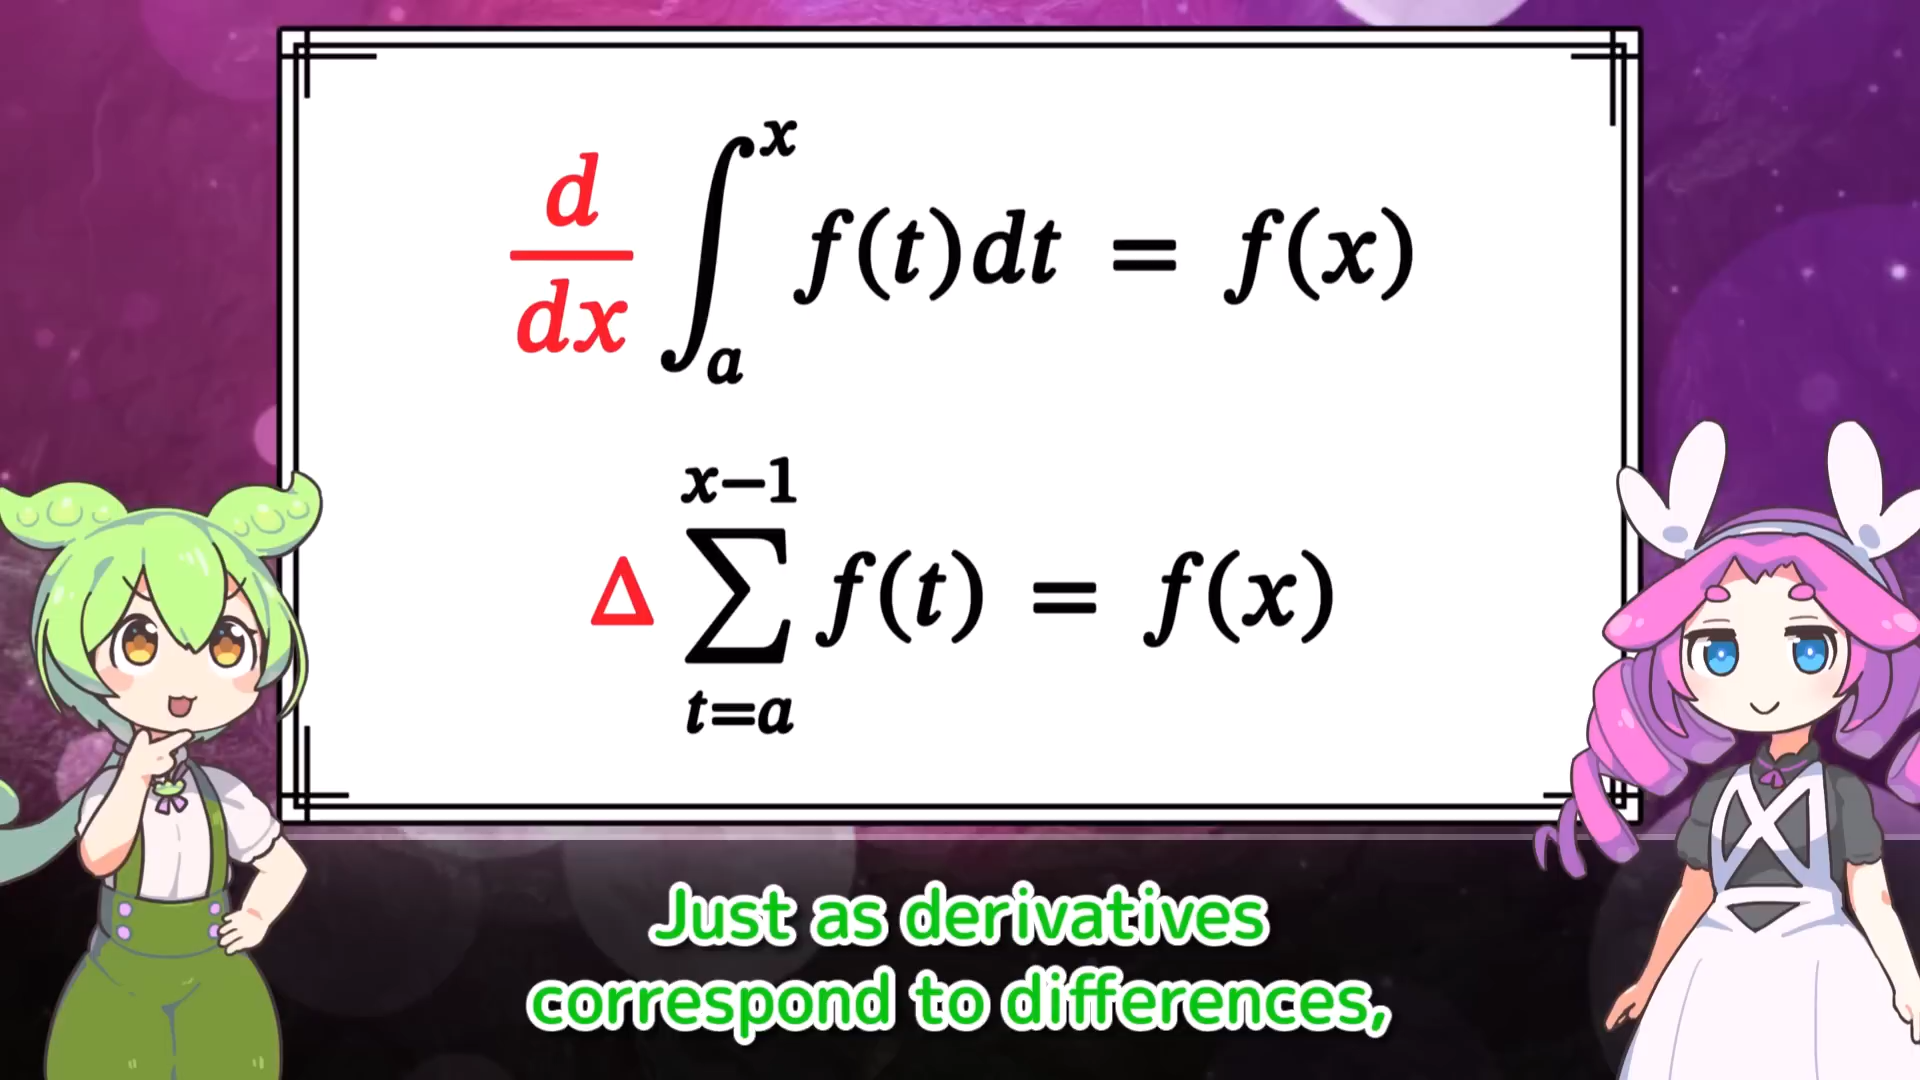 d/dx ∫_a^x f(t)dt = f(x)
Δ ∑_{t=a}^{x−1} f(t) = f(x)
Just as derivatives
correspond to differences,